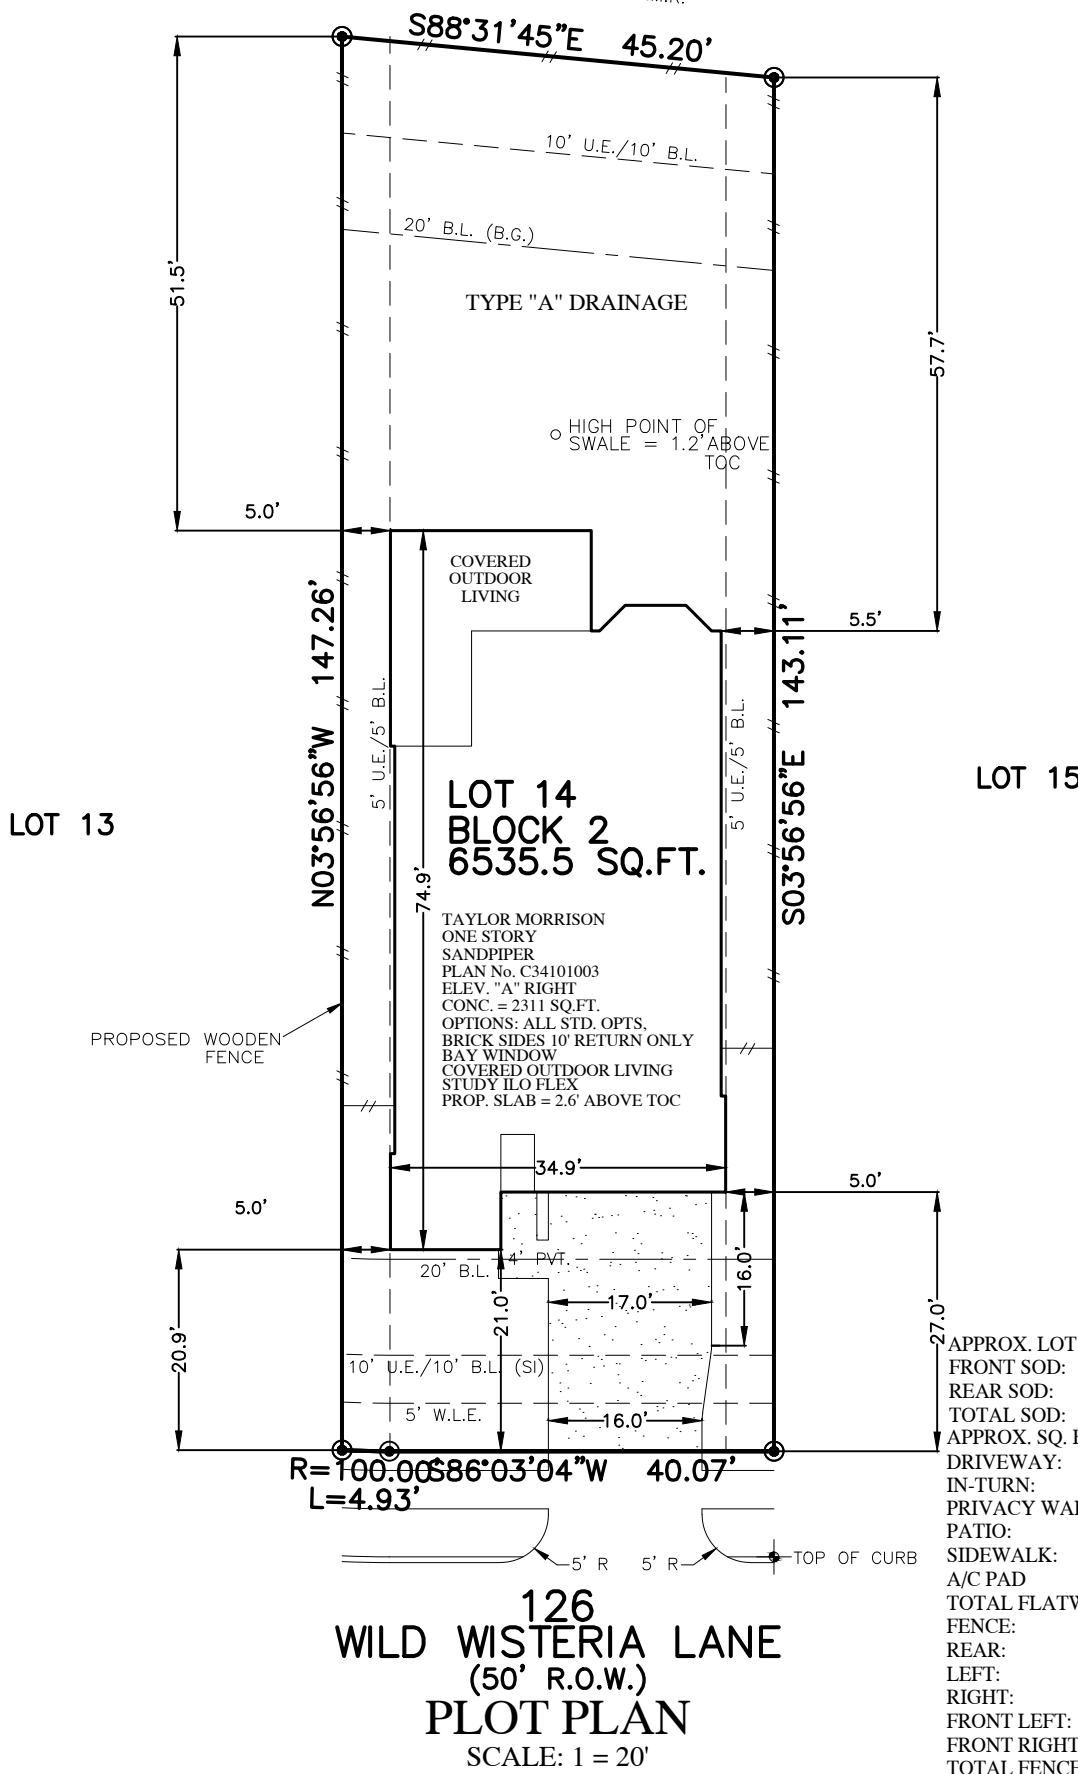 S88°31'45"E 45.20'
10' U.E./10' B.L.
20' B.L. (B.G.)
51.5'
TYPE "A" DRAINAGE
57.7'
HIGH POINT OF
SWALE = 1.2' ABOVE
TOC
5.0'
COVERED
OUTDOOR
LIVING
5.5'
N03°56'56"W 147.26'
S03°56'56"E 143.11'
5' U.E./5' B.L.
5' U.E./5' B.L.
LOT 13
LOT 15
LOT 14
BLOCK 2
6535.5 SQ.FT.
74.9'
TAYLOR MORRISON
ONE STORY
SANDPIPER
PLAN No. C34101003
ELEV. "A" RIGHT
CONC. = 2311 SQ.FT.
OPTIONS: ALL STD. OPTS,
BRICK SIDES 10' RETURN ONLY
BAY WINDOW
COVERED OUTDOOR LIVING
STUDY ILO FLEX
PROP. SLAB = 2.6' ABOVE TOC
PROPOSED WOODEN
FENCE
34.9'
5.0'
5.0'
20' B.L.
4' PVT.
16.0'
17.0'
21.0'
20.9'
27.0'
10' U.E./10' B.L. (SI)
5' W.L.E.
16.0'
R=100.00'
L=4.93'
S86°03'04"W 40.07'
5' R
5' R
TOP OF CURB
126
WILD WISTERIA LANE
(50' R.O.W.)
PLOT PLAN
SCALE: 1 = 20'
APPROX. LOT
FRONT SOD:
REAR SOD:
TOTAL SOD:
APPROX. SQ.
DRIVEWAY:
IN-TURN:
PRIVACY
PATIO:
SIDEWALK:
A/C PAD
TOTAL
FENCE:
REAR:
LEFT:
RIGHT:
FRONT LEFT:
FRONT RIGHT
TOTAL FENCE